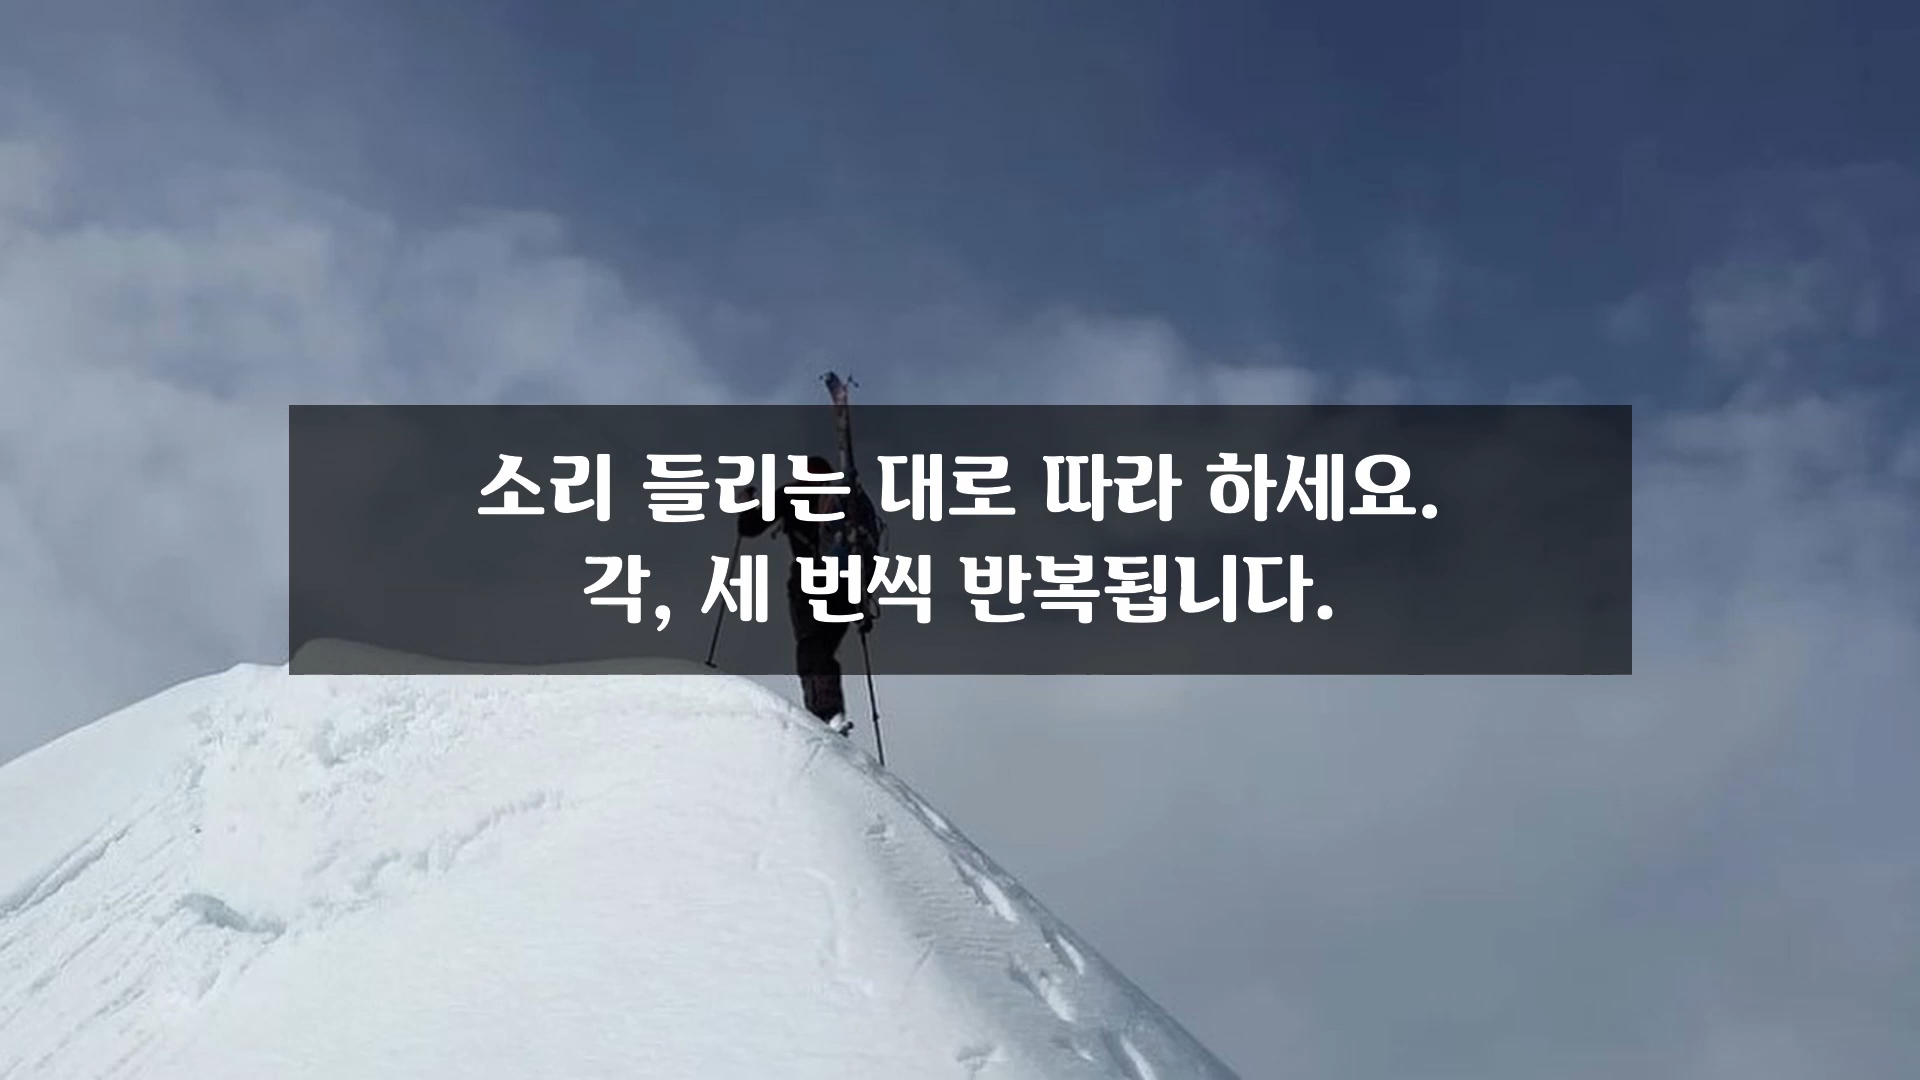 소리 들리는 대로 따라 하세요.
각, 세 번씩 반복됩니다.